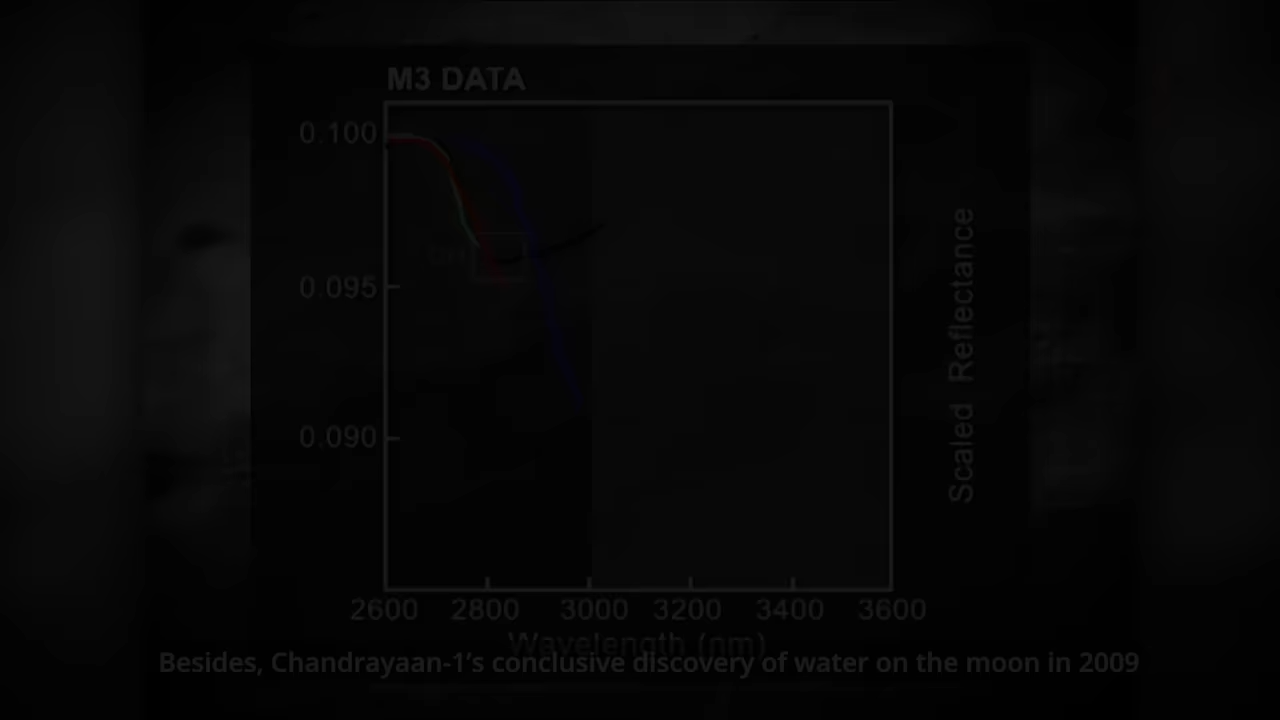 M3 DATA
0.100
0.095
0.090
Scaled Reflectance
2600 2800 3000 3200 3400 3600
Wavelength (nm)
Besides, Chandrayaan-1’s conclusive discovery of water on the moon in 2009